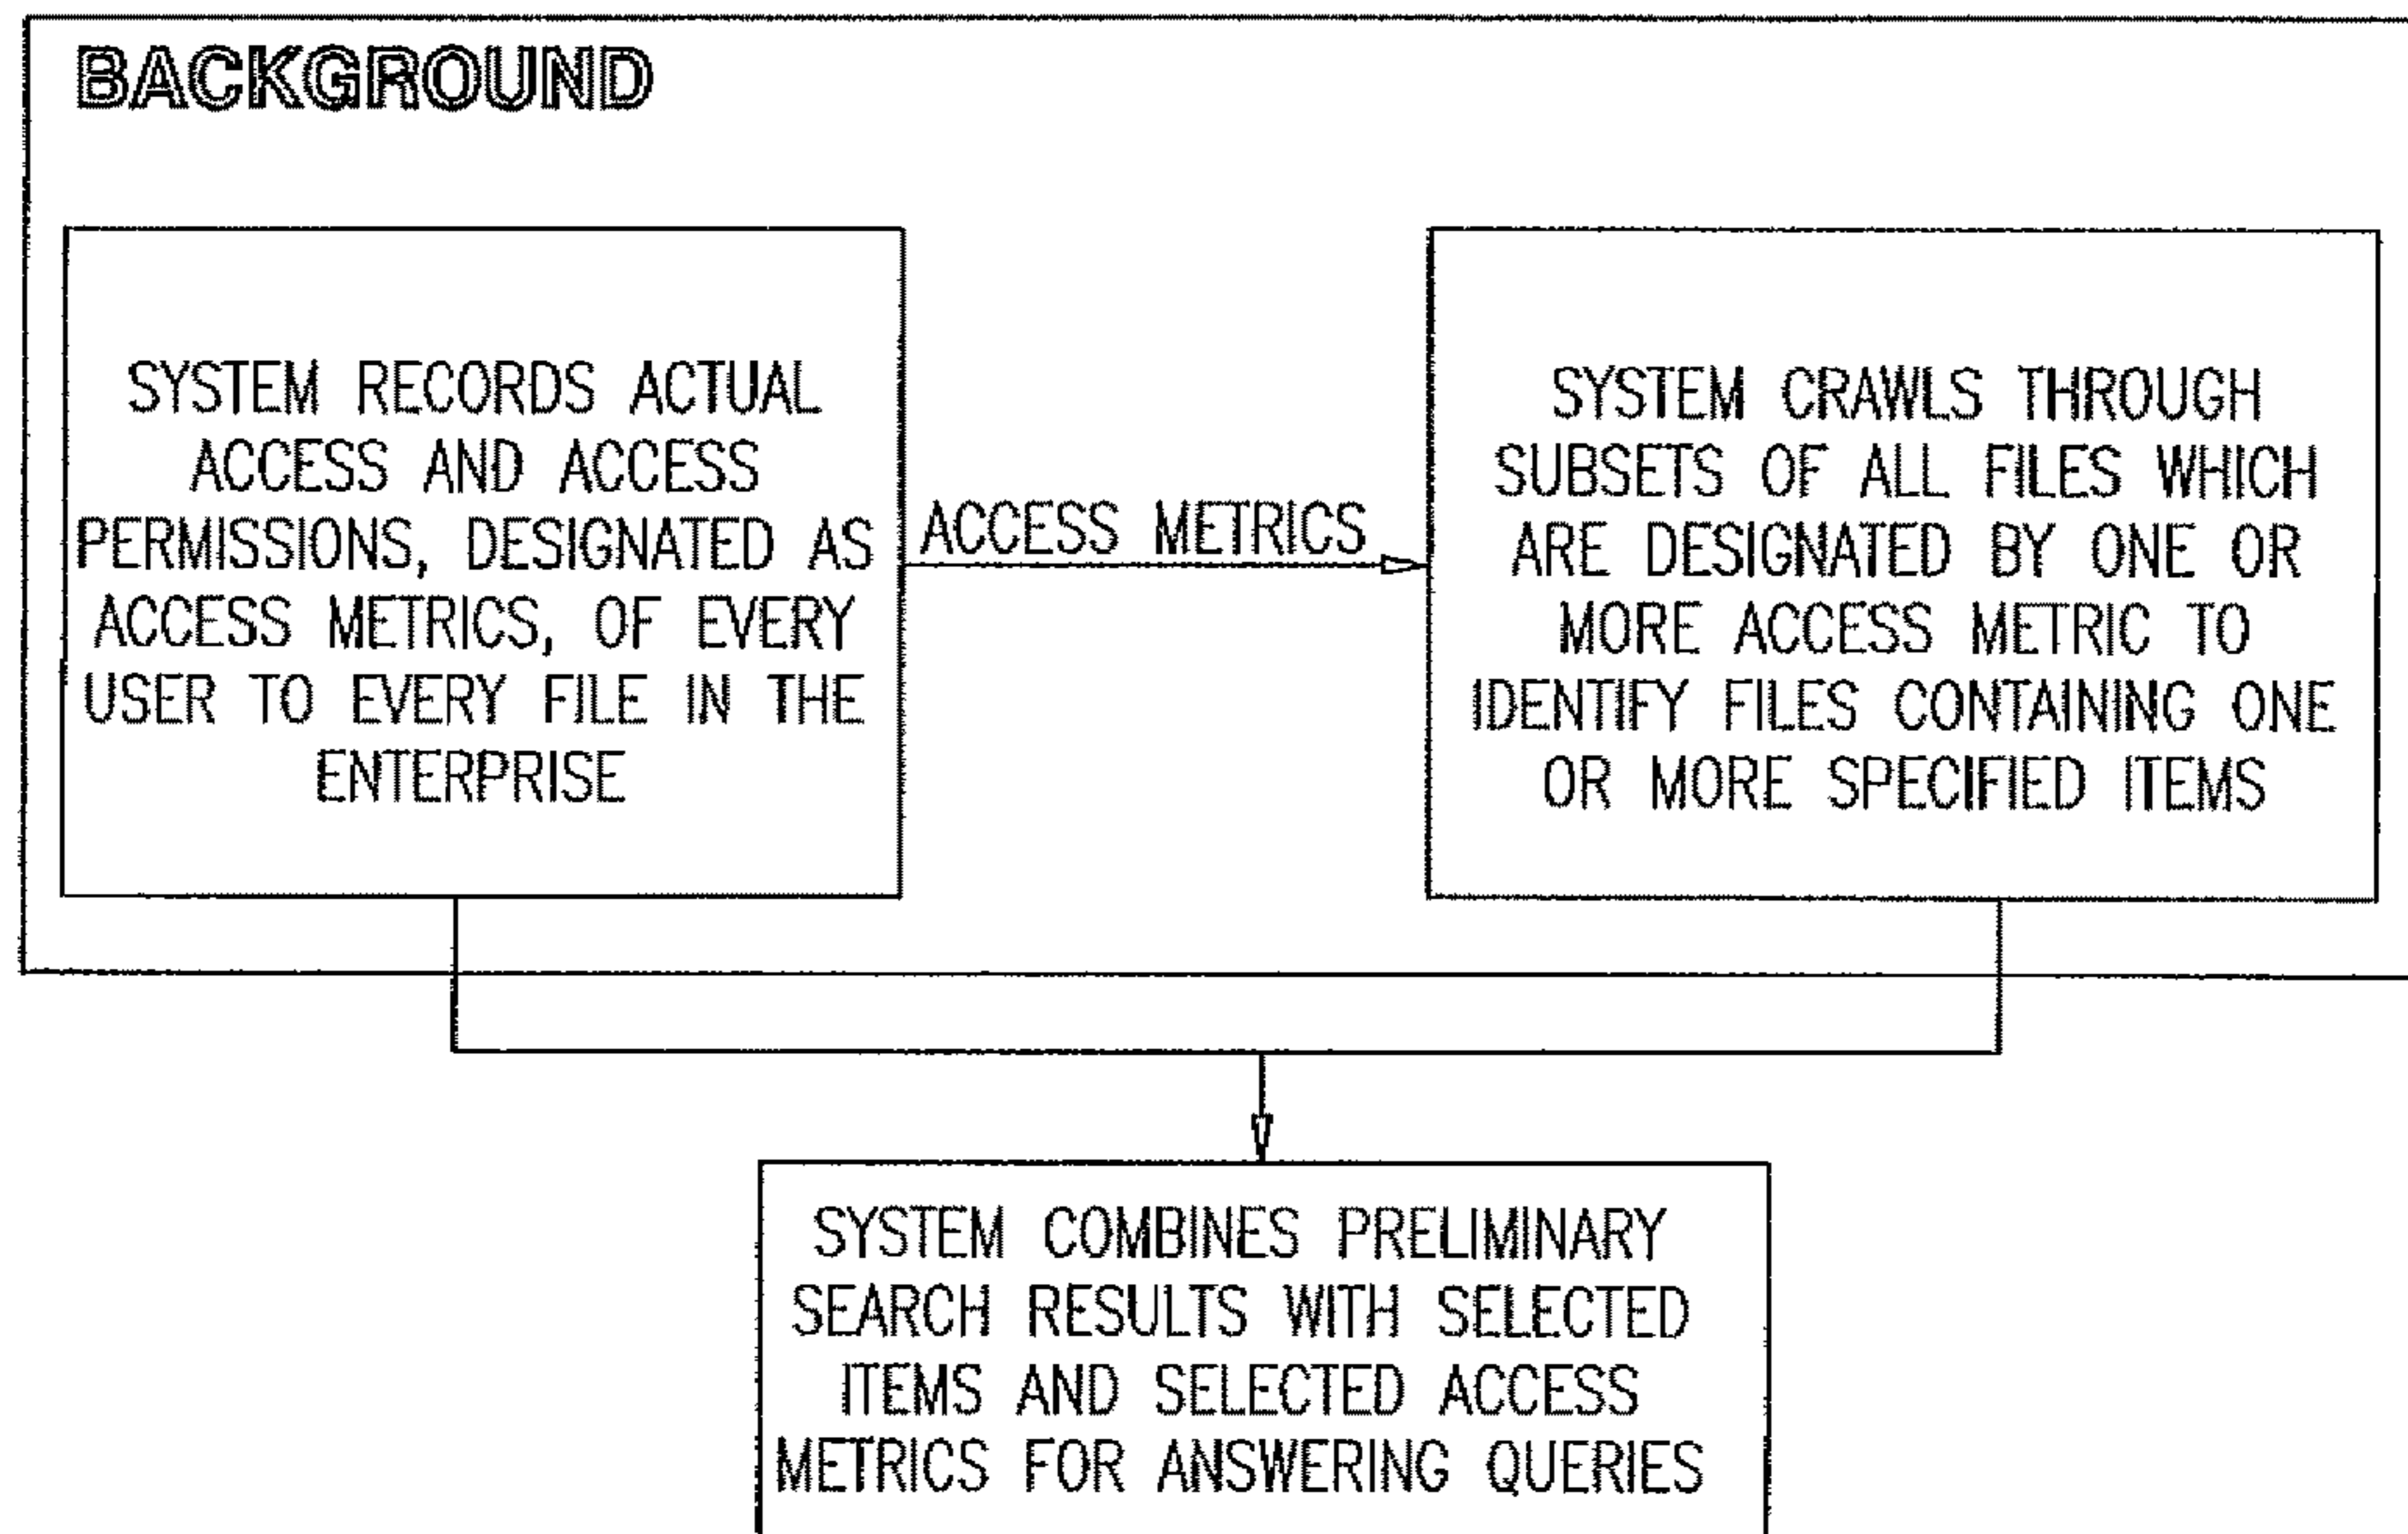 BACKGROUND
SYSTEM RECORDS ACTUAL
ACCESS AND ACCESS
PERMISSIONS, DESIGNATED AS
ACCESS METRICS, OF EVERY
USER TO EVERY FILE IN THE
ENTERPRISE
ACCESS METRICS
SYSTEM CRAWLS THROUGH
SUBSETS OF ALL FILES WHICH
ARE DESIGNATED BY ONE OR
MORE ACCESS METRIC TO
IDENTIFY FILES CONTAINING ONE
OR MORE SPECIFIED ITEMS
SYSTEM COMBINES PRELIMINARY
SEARCH RESULTS WITH SELECTED
ITEMS AND SELECTED ACCESS
METRICS FOR ANSWERING QUERIES